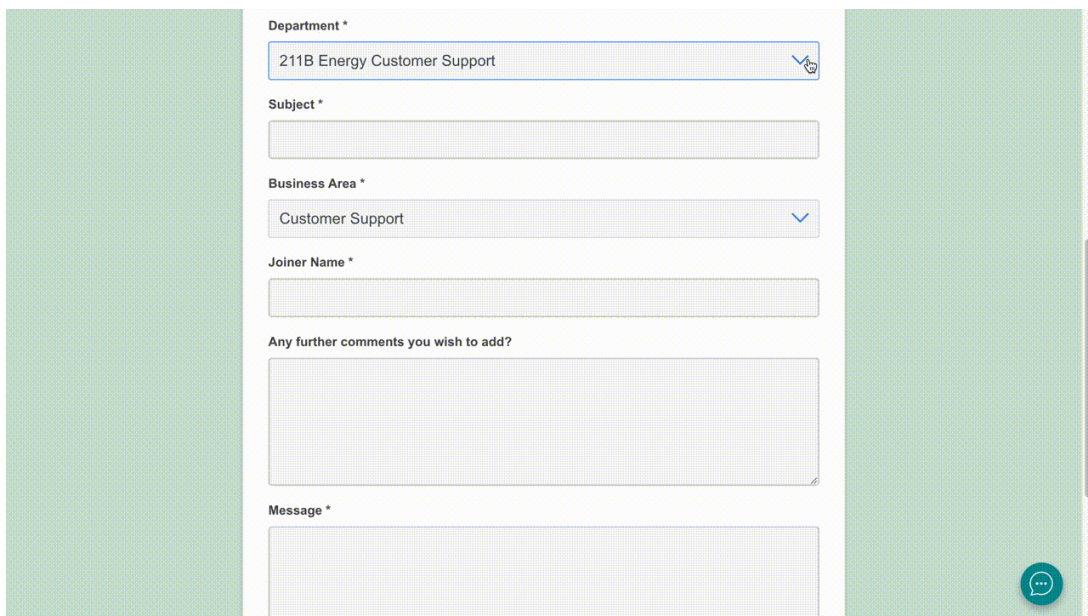 Department *
211B Energy Customer Support
Subject *
Business Area *
Customer Support
Joiner Name *
Any further comments you wish to add?
Message *